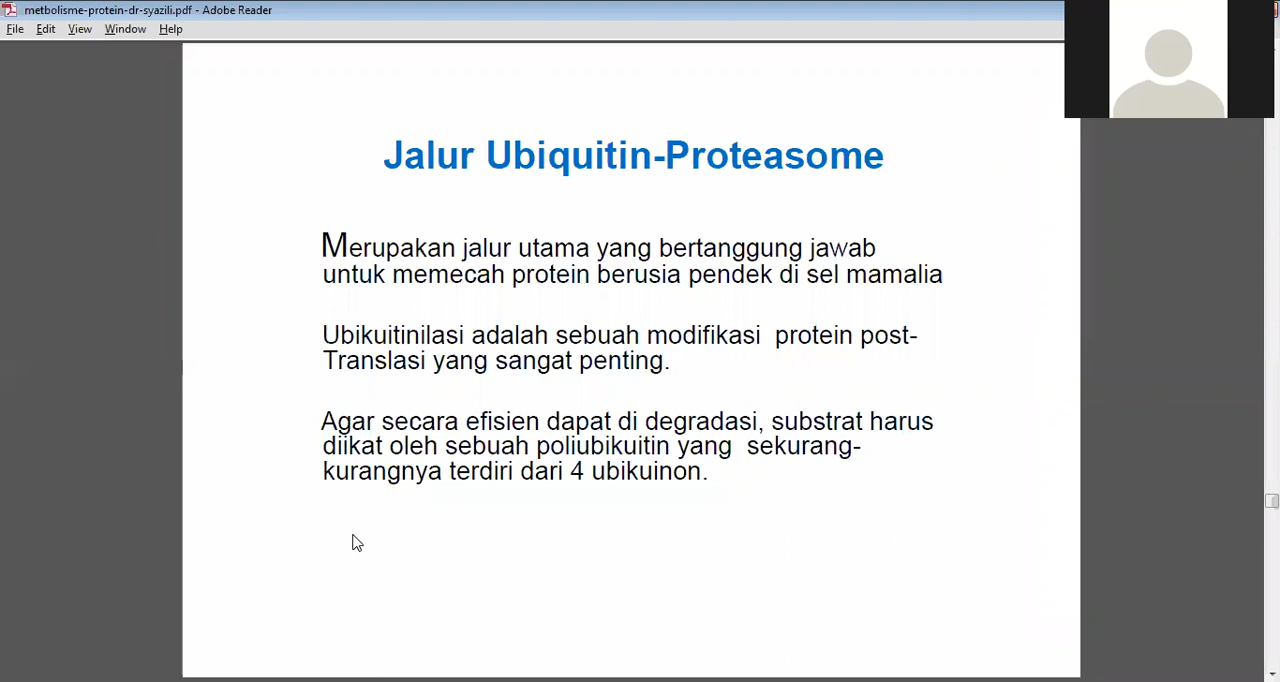 metbolisme-protein-dr-syazili.pdf - Adobe Reader
File Edit View Window Help
Jalur Ubiquitin-Proteasome
Merupakan jalur utama yang bertanggung jawab
untuk memecah protein berusia pendek di sel mamalia
Ubikuitinilasi adalah sebuah modifikasi protein post-
Translasi yang sangat penting.
Agar secara efisien dapat di degradasi, substrat harus
diikat oleh sebuah poliubikuitin yang sekurang-
kurangnya terdiri dari 4 ubikuinon.